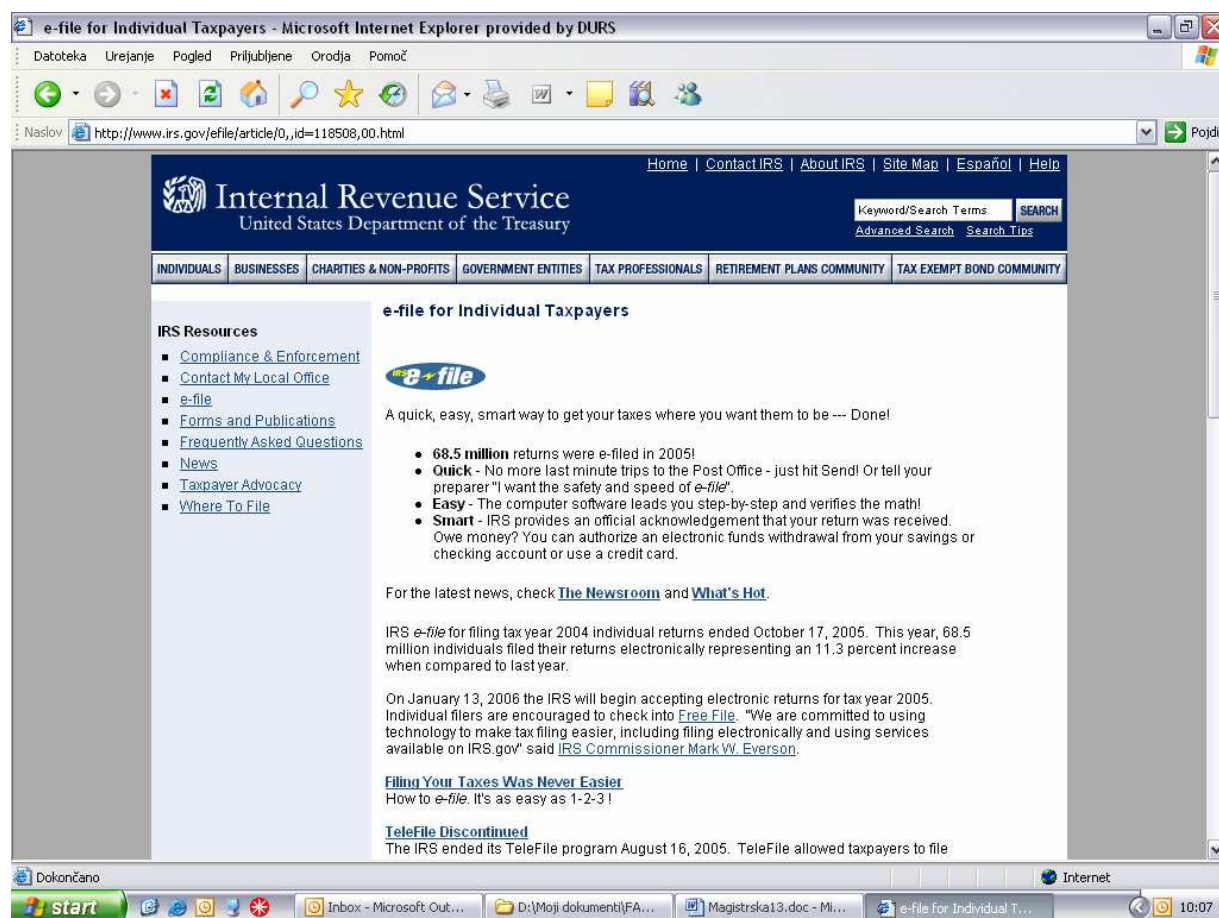 e-file for Individual Taxpayers - Microsoft Internet Explorer provided by DURS
Datoteka Urejanje Pogled Priljubljene Orodja Pomoč
Naslov http://www.irs.gov/efile/article/0,,id=118508,00.html Pojdi
Home | Contact IRS | About IRS | Site Map | Español | Help
Internal Revenue Service
United States Department of the Treasury
Keyword/Search Terms SEARCH
Advanced Search Search Tips
INDIVIDUALS BUSINESSES CHARITIES & NON-PROFITS GOVERNMENT ENTITIES TAX PROFESSIONALS RETIREMENT PLANS COMMUNITY TAX EXEMPT BOND COMMUNITY
IRS Resources
Compliance & Enforcement
Contact My Local Office
e-file
Forms and Publications
Frequently Asked Questions
News
Taxpayer Advocacy
Where To File
e-file for Individual Taxpayers
IRS e-file
A quick, easy, smart way to get your taxes where you want them to be --- Done!
68.5 million returns were e-filed in 2005!
Quick - No more last minute trips to the Post Office - just hit Send! Or tell your
preparer "I want the safety and speed of e-file".
Easy - The computer software leads you step-by-step and verifies the math!
Smart - IRS provides an official acknowledgement that your return was received.
Owe money? You can authorize an electronic funds withdrawal from your savings or
checking account or use a credit card.
For the latest news, check The Newsroom and What's Hot.
IRS e-file for filing tax year 2004 individual returns ended October 17, 2005. This year, 68.5
million individuals filed their returns electronically representing an 11.3 percent increase
when compared to last year.
On January 13, 2006 the IRS will begin accepting electronic returns for tax year 2005.
Individual filers are encouraged to check into Free File. "We are committed to using
technology to make tax filing easier, including filing electronically and using services
available on IRS.gov" said IRS Commissioner Mark W. Everson.
Filing Your Taxes Was Never Easier
How to e-file. It's as easy as 1-2-3 !
TeleFile Discontinued
The IRS ended its TeleFile program August 16, 2005. TeleFile allowed taxpayers to file
Dokončano Internet
start Inbox - Microsoft Out... D:\Moji dokumenti\FA... Magistrska13.doc - Mi... e-file for Individual T... 10:07